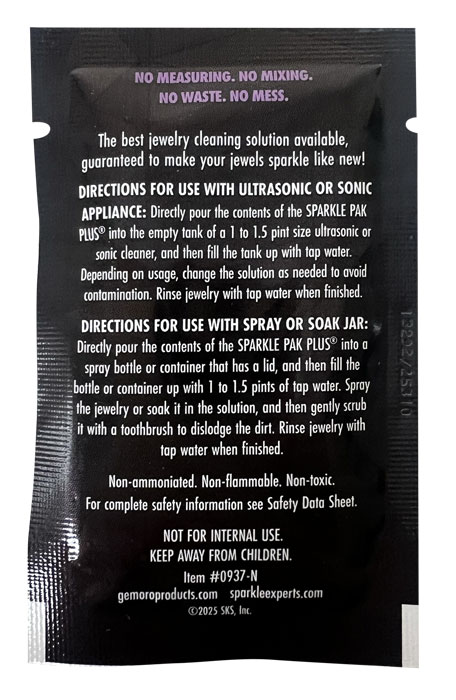 NO MEASURING. NO MIXING.
NO WASTE. NO MESS.
The best jewelry cleaning solution available,
guaranteed to make your jewels sparkle like new!
DIRECTIONS FOR USE WITH ULTRASONIC OR SONIC
APPLIANCE: Directly pour the contents of the SPARKLE PAK
PLUS® into the empty tank of a 1 to 1.5 pint size ultrasonic or
sonic cleaner, and then fill the tank up with tap water.
Depending on usage, change the solution as needed to avoid
contamination. Rinse jewelry with tap water when finished.
DIRECTIONS FOR USE WITH SPRAY OR SOAK JAR:
Directly pour the contents of the SPARKLE PAK PLUS® into a
spray bottle or container that has a lid, and then fill the
bottle or container up with 1 to 1.5 pints of tap water. Spray
the jewelry or soak it in the solution, and then gently scrub
it with a toothbrush to dislodge the dirt. Rinse jewelry with
tap water when finished.
Non-ammoniated. Non-flammable. Non-toxic.
For complete safety information see Safety Data Sheet.
NOT FOR INTERNAL USE.
KEEP AWAY FROM CHILDREN.
Item #0937-N
gemoroproducts.com sparkleexperts.com
©2025 SKS, Inc.